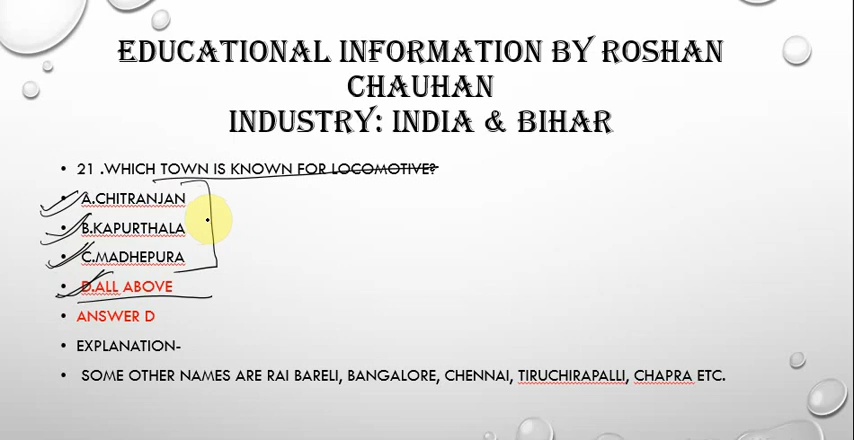 EDUCATIONAL INFORMATION BY ROSHAN
CHAUHAN
INDUSTRY: INDIA & BIHAR
• 21 .WHICH TOWN IS KNOWN FOR LOCOMOTIVE?
• A.CHITRANJAN
• B.KAPURTHALA
• C.MADHEPURA
• D.ALL ABOVE
• ANSWER D
• EXPLANATION-
• SOME OTHER NAMES ARE RAI BARELI, BANGALORE, CHENNAI, TIRUCHIRAPALLI, CHAPRA ETC.